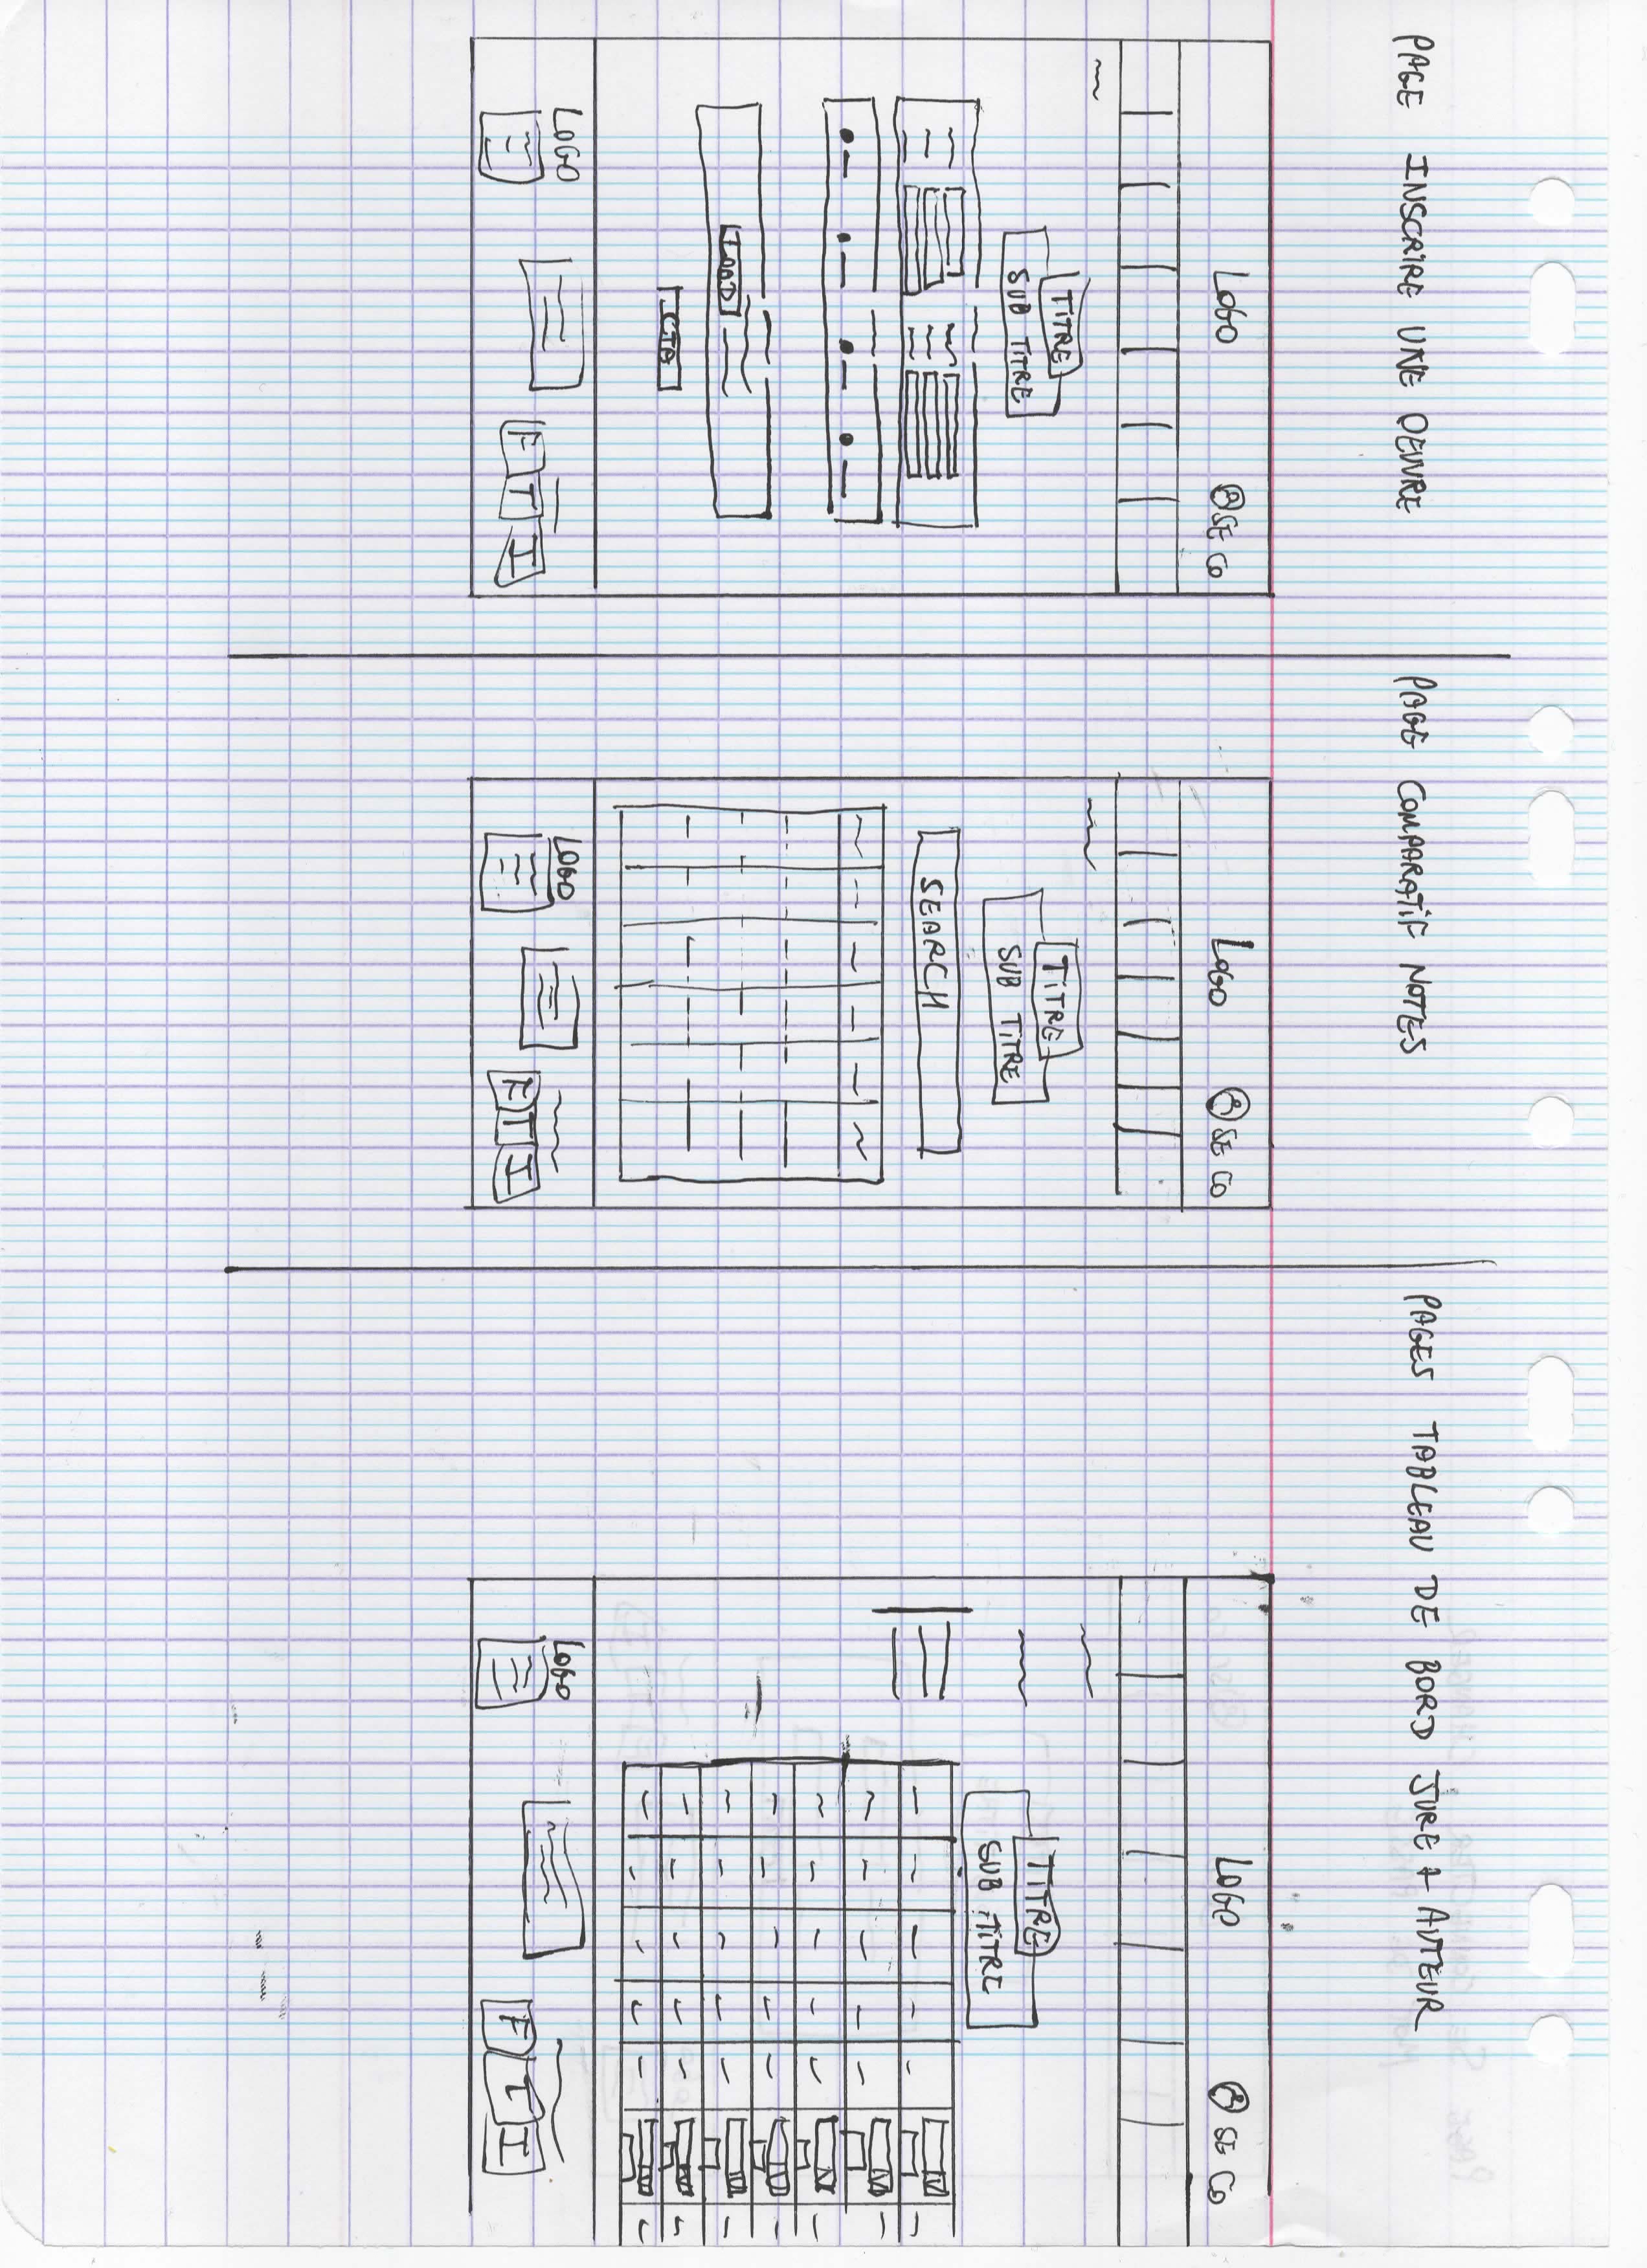 PAGE INSCRIRE UNE OEUVRE
LOGO
SE CO
TITRE
SUB TITRE
LOAD
CTA
LOGO
F T I
PAGE COMPARATIF NOTES
LOGO
SE CO
TITRE
SUB TITRE
SEARCH
LOGO
F T I
PAGES TABLEAU DE BORD JURE + AUTEUR
LOGO
SE CO
TITRE
SUB TITRE
LOGO
F T I